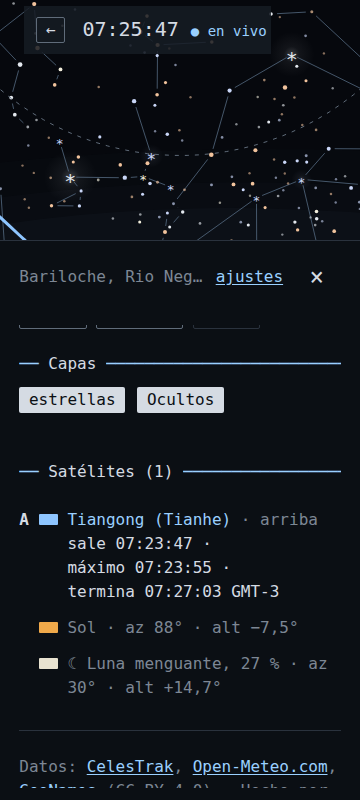 ← 07:25:47 ● en vivo
Bariloche, Rio Neg… ajustes ×
Capas
estrellas Ocultos
Satélites (1)
A Tiangong (Tianhe) · arriba
sale 07:23:47 ·
máximo 07:23:55 ·
termina 07:27:03 GMT-3
Sol · az 88° · alt −7,5°
☾ Luna menguante, 27 % · az
30° · alt +14,7°
Datos: CelesTrak, Open-Meteo.com,